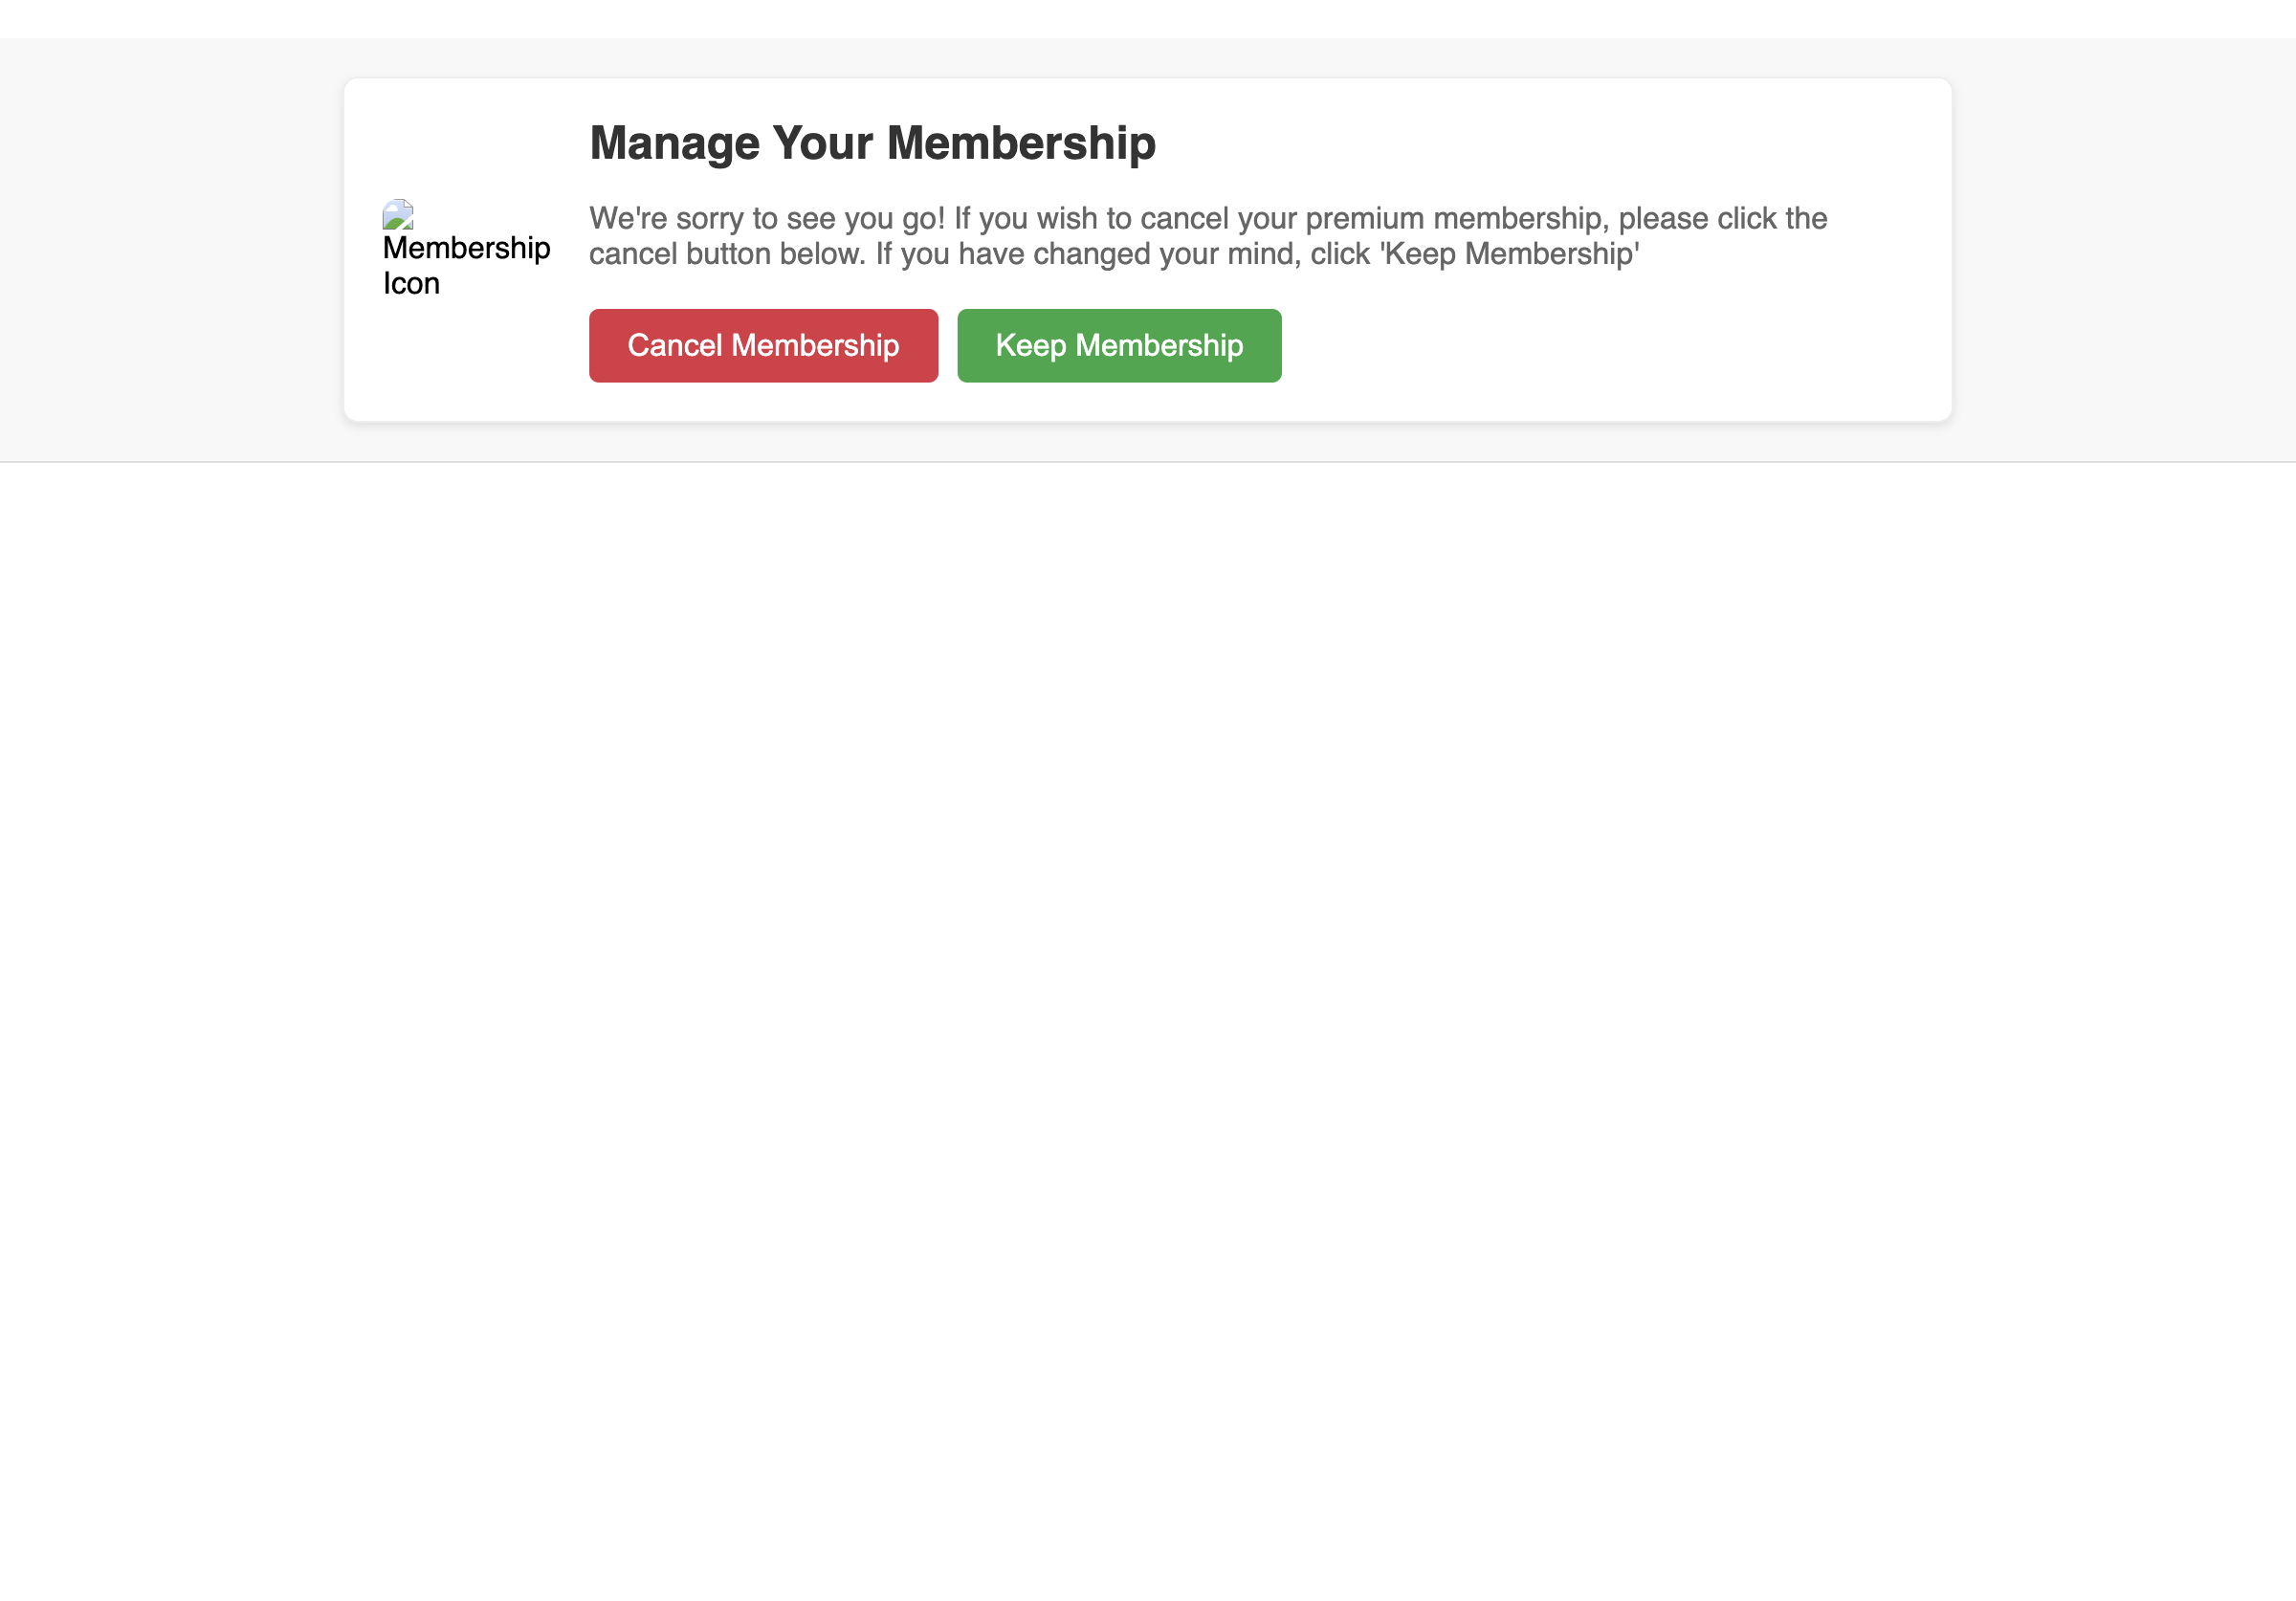 Manage Your Membership
Membership
Icon
We're sorry to see you go! If you wish to cancel your premium membership, please click the
cancel button below. If you have changed your mind, click 'Keep Membership'
Cancel Membership
Keep Membership